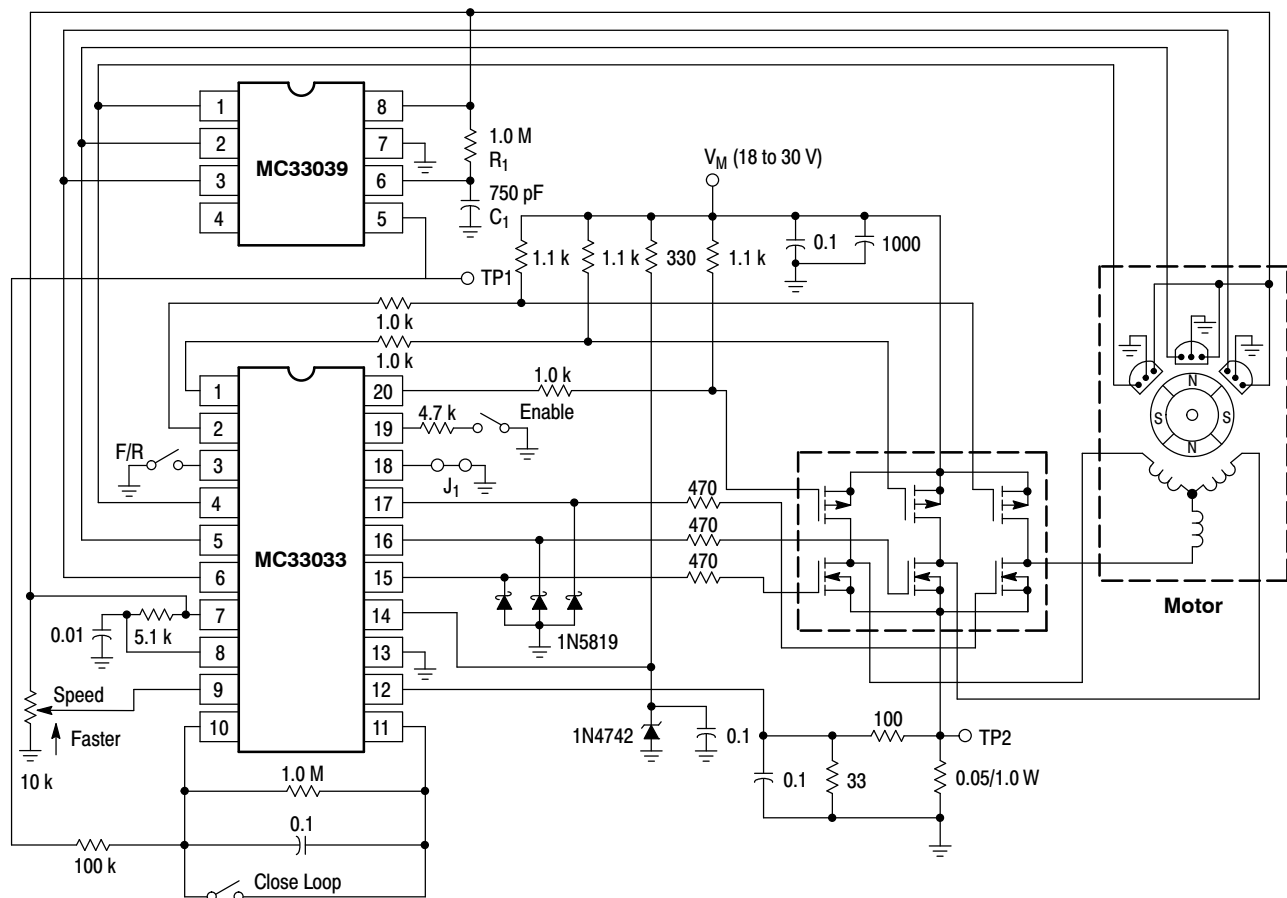 1
2
3
4
MC33039
8
7
6
5
1.0 M
R1
750 pF
C1
VM (18 to 30 V)
1.1 k
1.1 k
330
1.1 k
0.1
1000
TP1
1.0 k
1.0 k
1.0 k
Enable
4.7 k
F/R
J1
1
2
3
4
5
6
7
8
9
10
MC33033
20
19
18
17
16
15
14
13
12
11
470
470
470
1N5819
N
S
S
N
Motor
0.01
5.1 k
Speed
Faster
10 k
1N4742
0.1
0.1
33
100
TP2
0.05/1.0 W
1.0 M
0.1
100 k
Close Loop